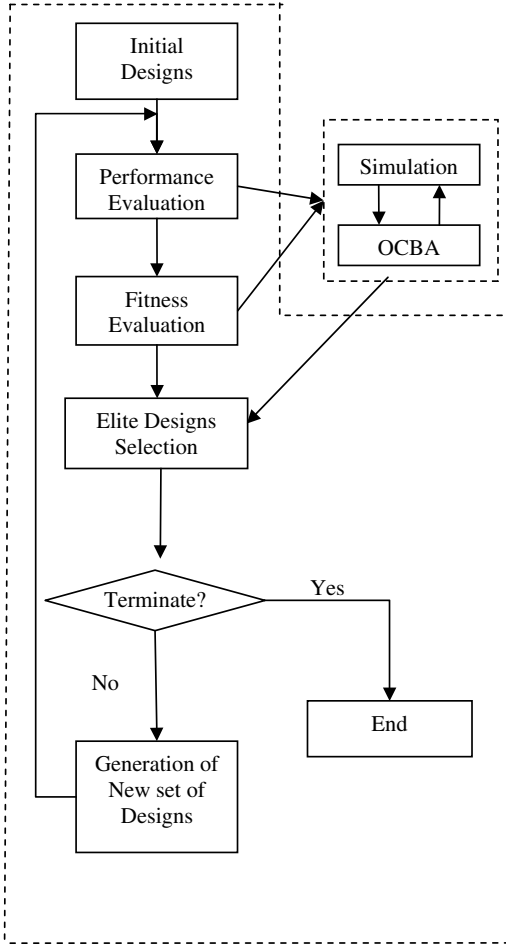 Initial
Designs
Performance
Evaluation
Simulation
OCBA
Fitness
Evaluation
Elite Designs
Selection
Terminate?
Yes
No
End
Generation of
New set of
Designs